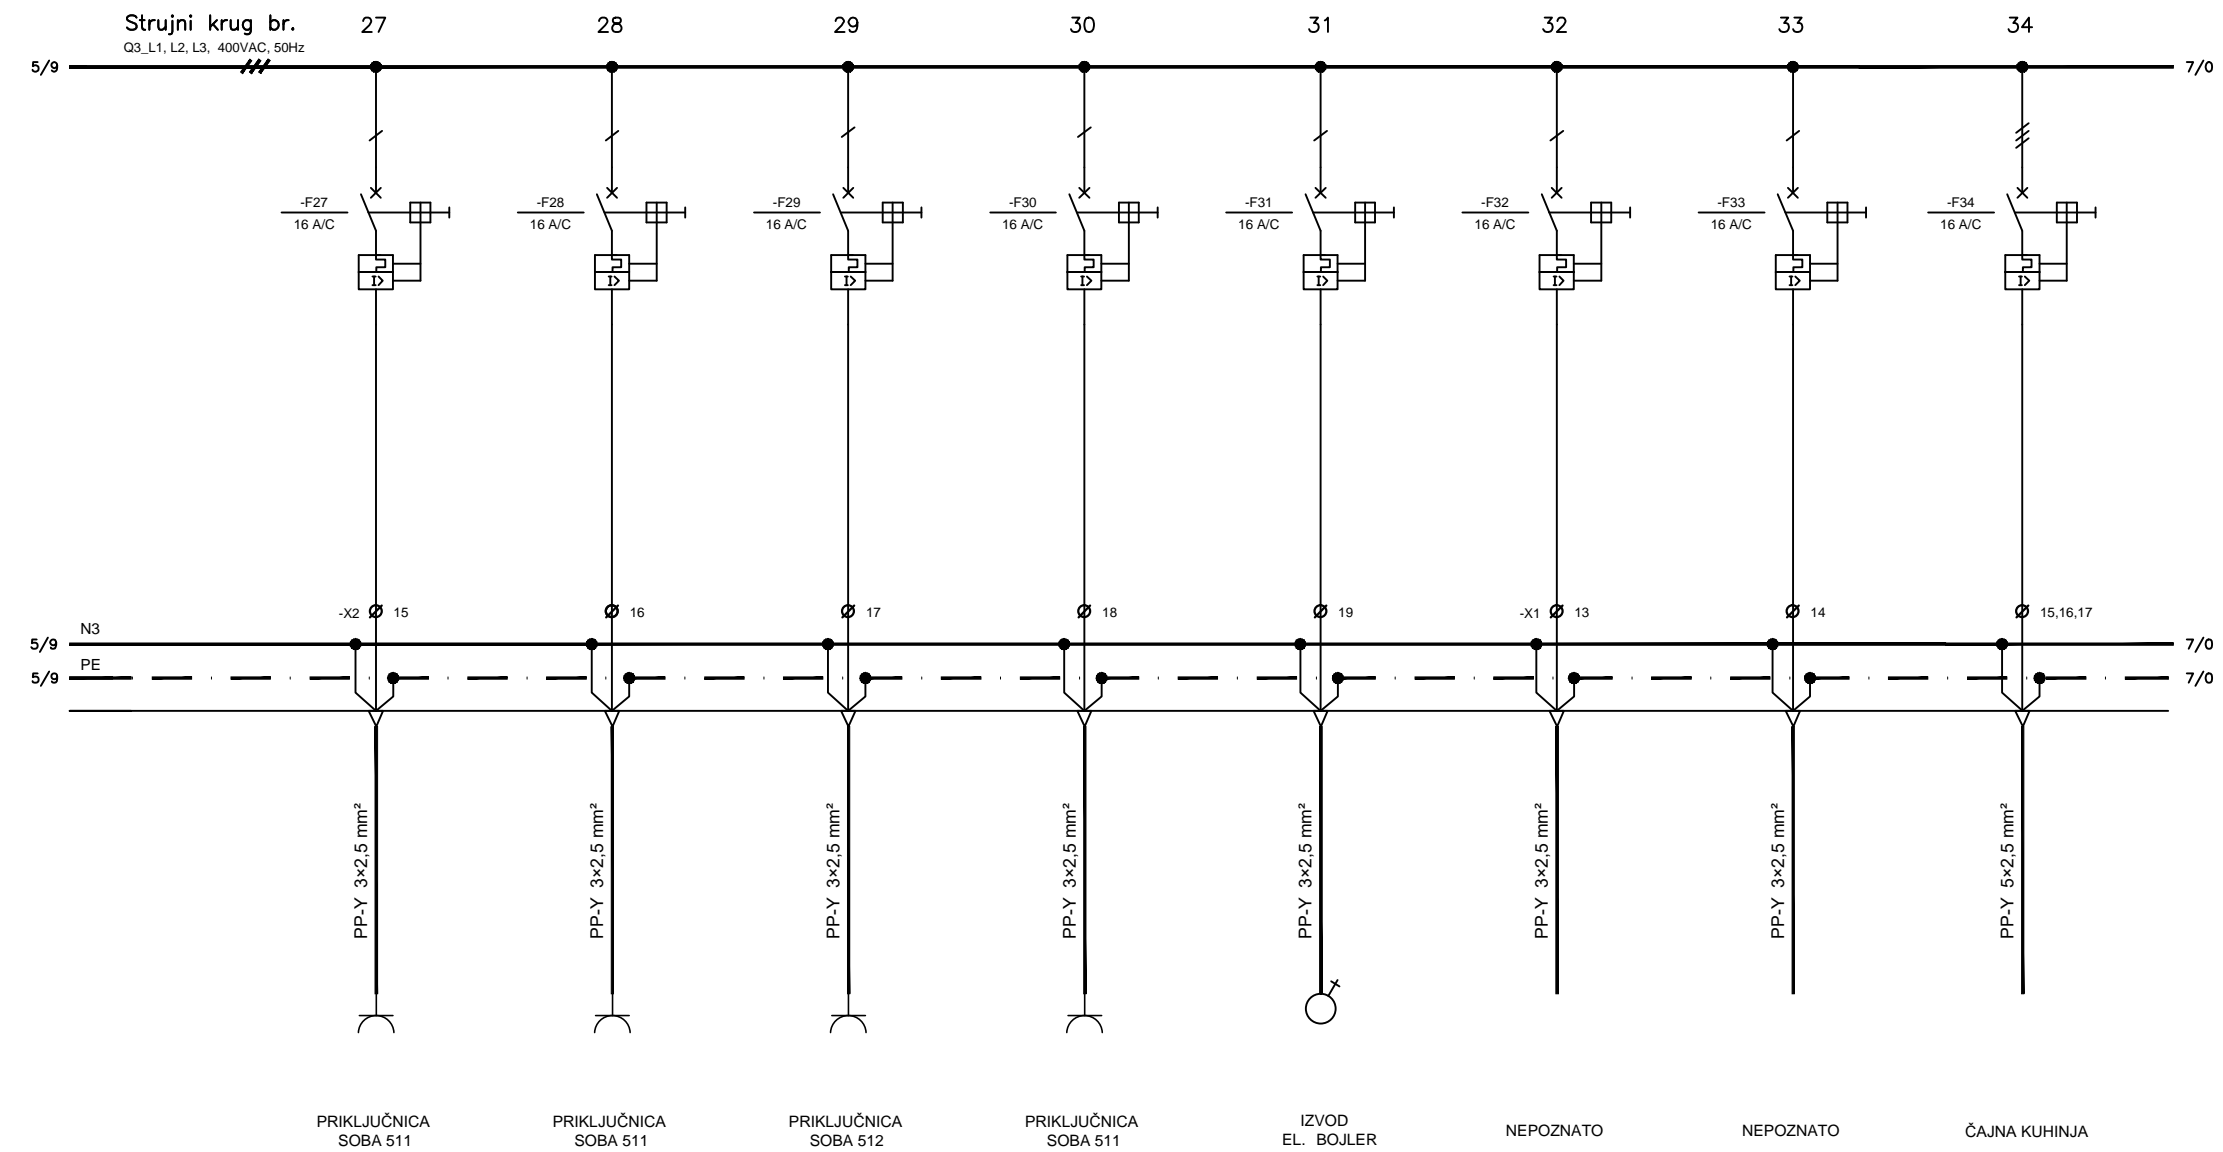 Strujni krug br. 27 28 29 30 31 32 33 34
Q3_L1, L2, L3, 400VAC, 50Hz
5/9 7/0
-F27 -F28 -F29 -F30 -F31 -F32 -F33 -F34
16 A/C 16 A/C 16 A/C 16 A/C 16 A/C 16 A/C 16 A/C 16 A/C
I> I> I> I> I> I> I> I>
-X2 15 16 17 18 19 -X1 13 14 15,16,17
N3
5/9 7/0
PE
5/9 7/0
PP-Y 3×2,5 mm²
PP-Y 3×2,5 mm²
PP-Y 3×2,5 mm²
PP-Y 3×2,5 mm²
PP-Y 3×2,5 mm²
PP-Y 3×2,5 mm²
PP-Y 3×2,5 mm²
PP-Y 5×2,5 mm²
PRIKLJUČNICA
SOBA 511
PRIKLJUČNICA
SOBA 511
PRIKLJUČNICA
SOBA 512
PRIKLJUČNICA
SOBA 511
IZVOD
EL. BOJLER
NEPOZNATO
NEPOZNATO
ČAJNA KUHINJA